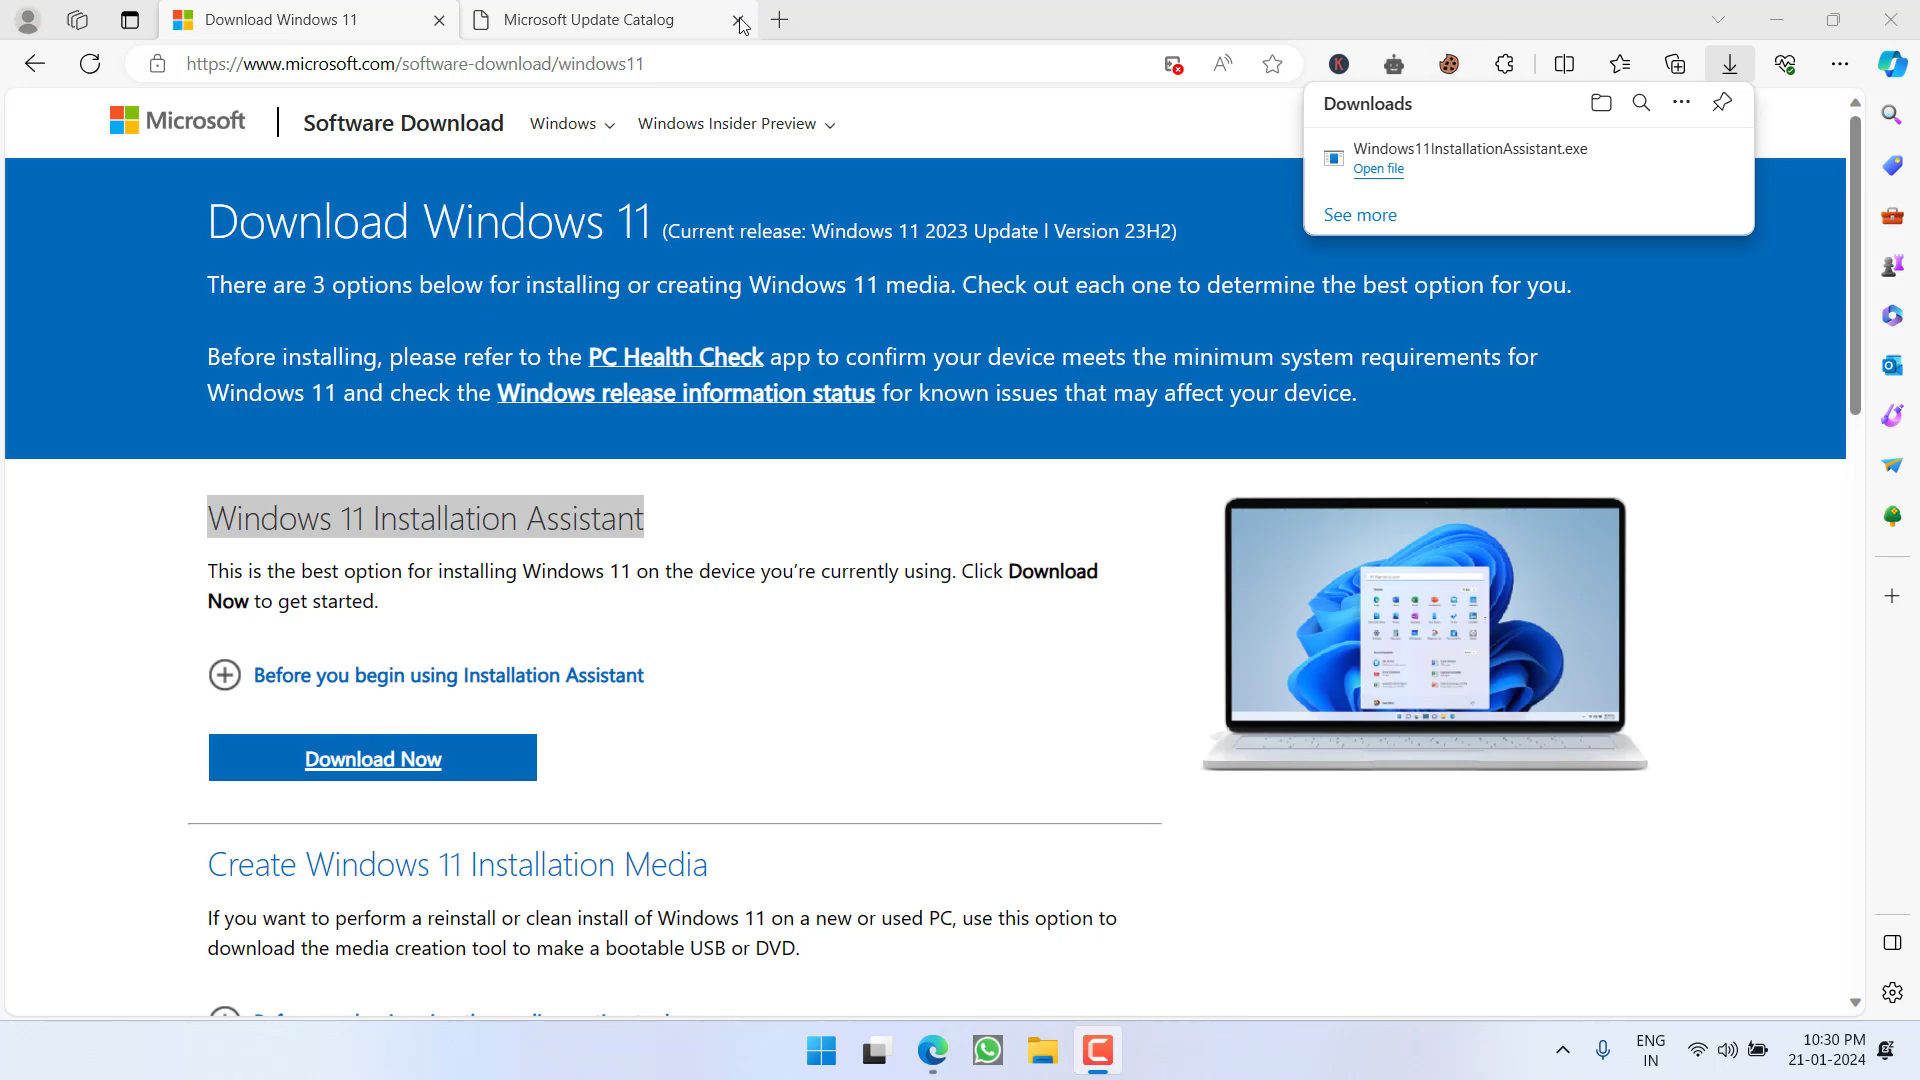 Download Windows 11
Microsoft Update Catalog
https://www.microsoft.com/software-download/windows11
Microsoft
Software Download
Windows
Windows Insider Preview
Downloads
Windows11InstallationAssistant.exe
Open file
See more
Download Windows 11 (Current release: Windows 11 2023 Update l Version 23H2)
There are 3 options below for installing or creating Windows 11 media. Check out each one to determine the best option for you.
Before installing, please refer to the PC Health Check app to confirm your device meets the minimum system requirements for
Windows 11 and check the Windows release information status for known issues that may affect your device.
Windows 11 Installation Assistant
This is the best option for installing Windows 11 on the device you're currently using. Click Download
Now to get started.
Before you begin using Installation Assistant
Download Now
Create Windows 11 Installation Media
If you want to perform a reinstall or clean install of Windows 11 on a new or used PC, use this option to
download the media creation tool to make a bootable USB or DVD.
ENG
IN
10:30 PM
21-01-2024